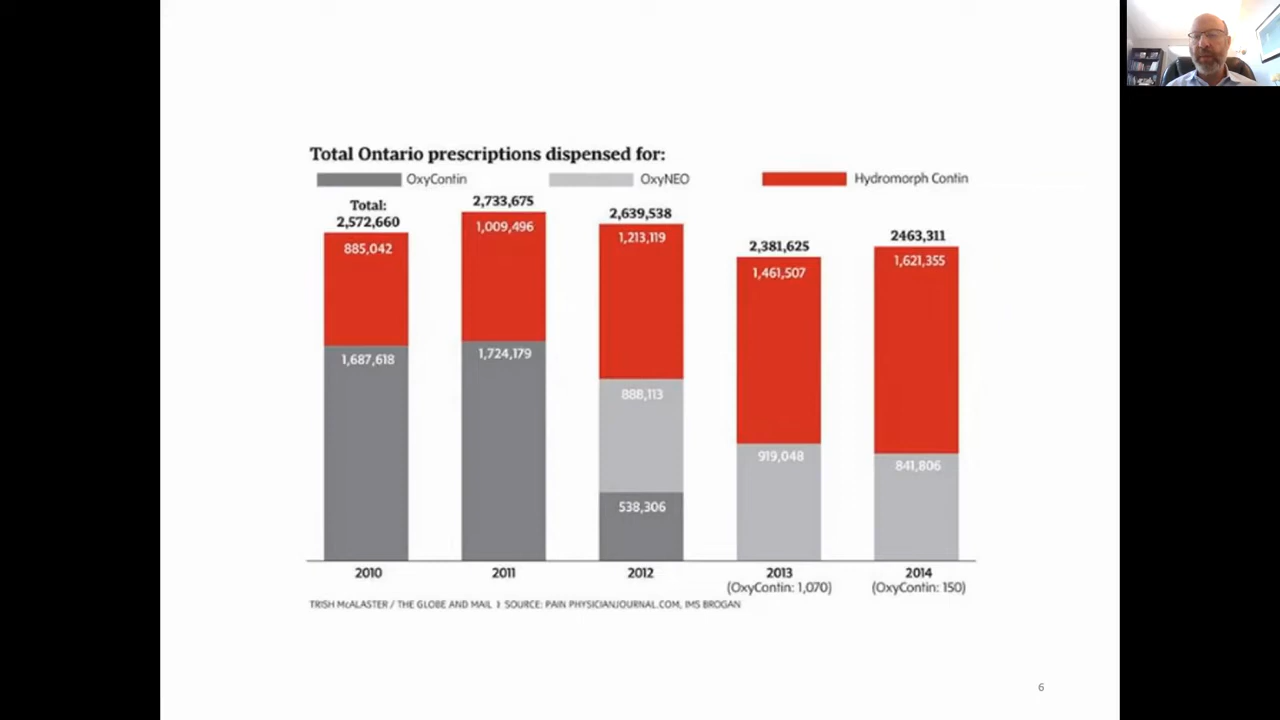 Total Ontario prescriptions dispensed for:
OxyContin OxyNEO Hydromorph Contin
Total:
2,572,660
2,733,675
2,639,538
2,381,625
2463,311
885,042
1,009,496
1,213,119
1,461,507
1,621,355
1,687,618
1,724,179
888,113
919,048
841,806
538,306
2010 2011 2012 2013 2014
(OxyContin: 1,070) (OxyContin: 150)
TRISH McALASTER / THE GLOBE AND MAIL } SOURCE: PAIN PHYSICIANJOURNAL.COM, IMS BROGAN
6